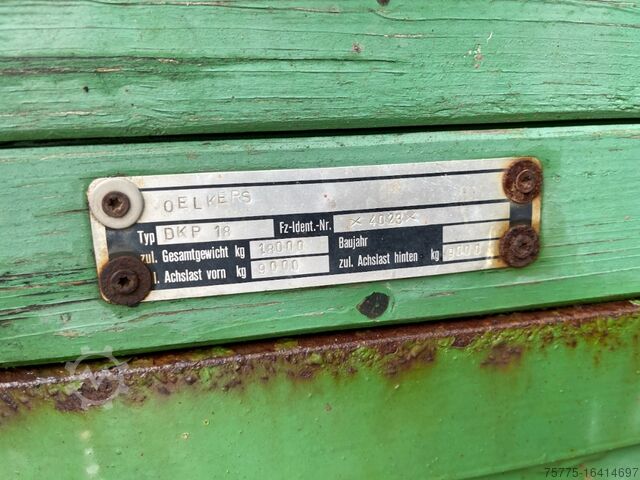 OELKERS
Typ DKP 18 Fz-Ident.-Nr. × 4023 ×
zul. Gesamtgewicht kg 18000 Baujahr
l. Achslast vorn kg 9000 zul. Achslast hinten kg 9000
75775-16414697